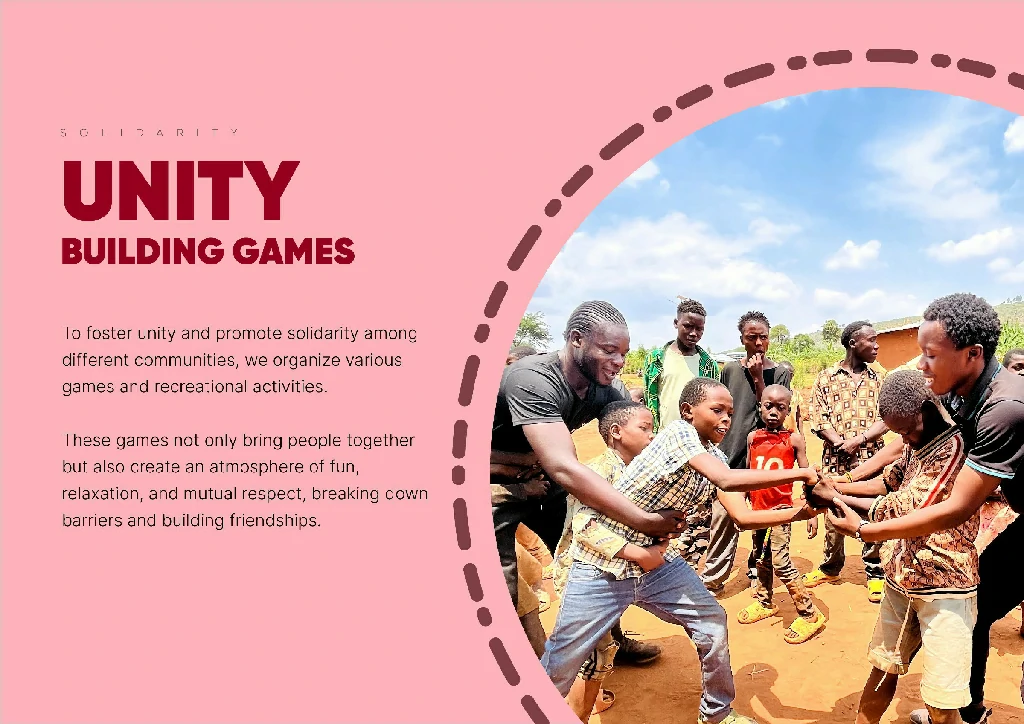 SOLIDARITY
UNITY
BUILDING GAMES
To foster unity and promote solidarity among
different communities, we organize various
games and recreational activities.
These games not only bring people together
but also create an atmosphere of fun,
relaxation, and mutual respect, breaking down
barriers and building friendships.
10